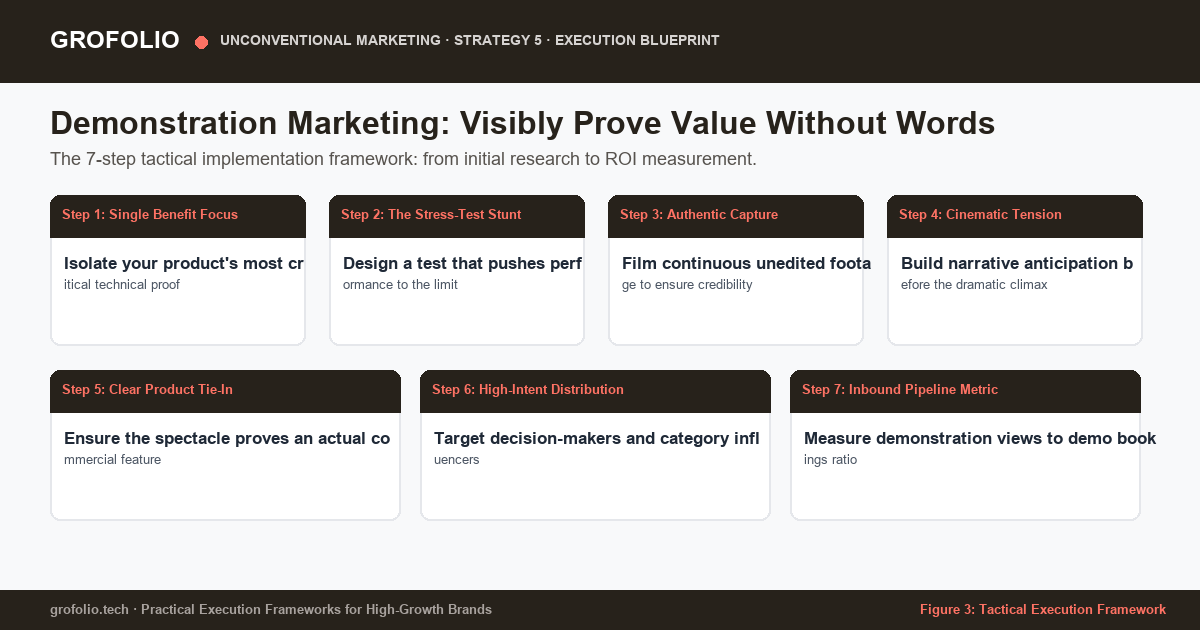 GROFOLIO
UNCONVENTIONAL MARKETING · STRATEGY 5 · EXECUTION BLUEPRINT
Demonstration Marketing: Visibly Prove Value Without Words
The 7-step tactical implementation framework: from initial research to ROI measurement.
Step 1: Single Benefit Focus
Isolate your product's most cr
itical technical proof
Step 2: The Stress-Test Stunt
Design a test that pushes perf
ormance to the limit
Step 3: Authentic Capture
Film continuous unedited foota
ge to ensure credibility
Step 4: Cinematic Tension
Build narrative anticipation b
efore the dramatic climax
Step 5: Clear Product Tie-In
Ensure the spectacle proves an actual co
mmercial feature
Step 6: High-Intent Distribution
Target decision-makers and category infl
uencers
Step 7: Inbound Pipeline Metric
Measure demonstration views to demo book
ings ratio
grofolio.tech · Practical Execution Frameworks for High-Growth Brands
Figure 3: Tactical Execution Framework